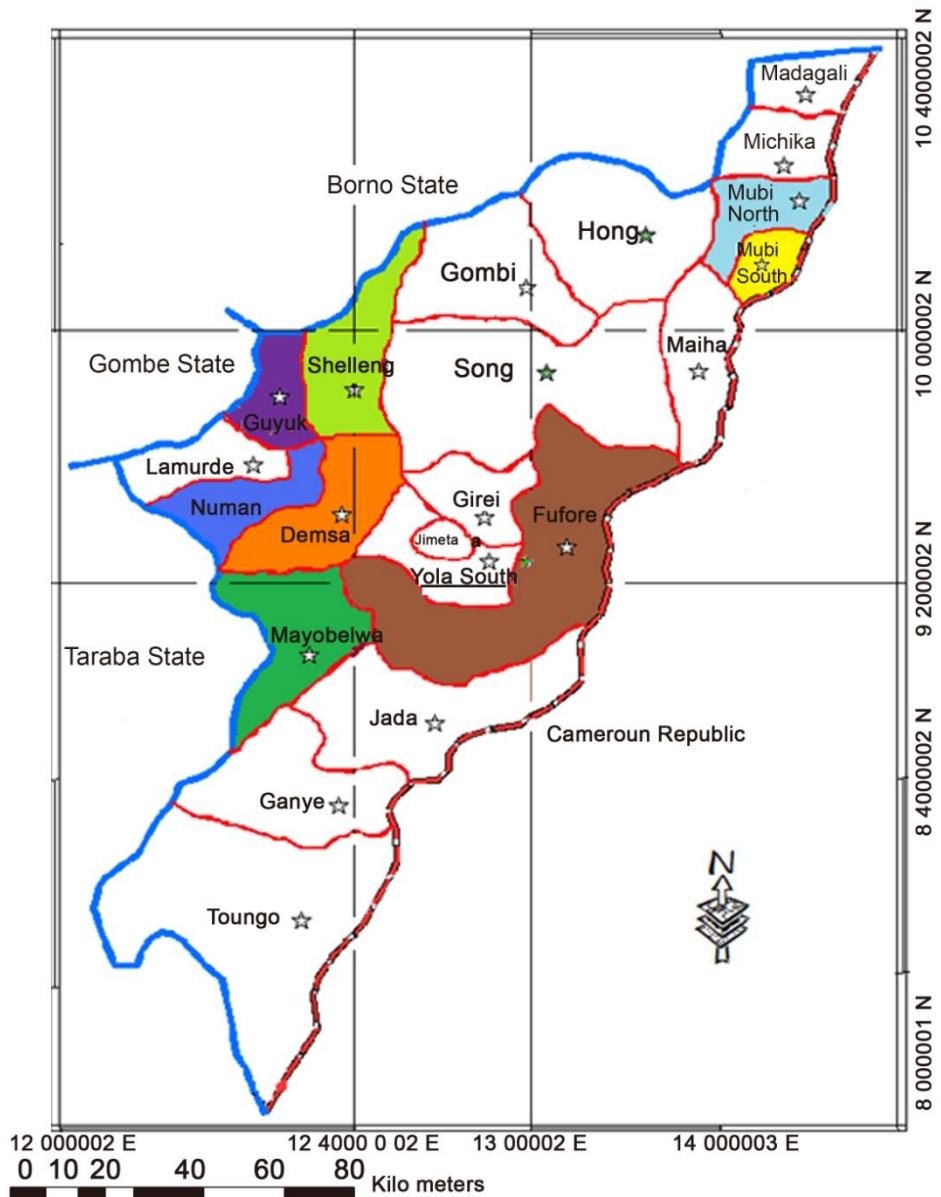 Madagali
Michika
Mubi
North
Mubi
South
Borno State
Hong
Gombi
Gombe State
Shelleng
Song
Maiha
Guyuk
Lamurde
Numan
Demsa
Girei
Fufore
Jimeta
a
Yola South
Taraba State
Mayobelwa
Jada
Cameroun Republic
Ganye
Toungo
N
10 4000002 N
10 000002 N
9 200002 N
8 4000002 N
8 000001 N
12 000002 E
12 4000 0 02 E
13 00002 E
14 000003 E
0 10 20 40 60 80
Kilo meters